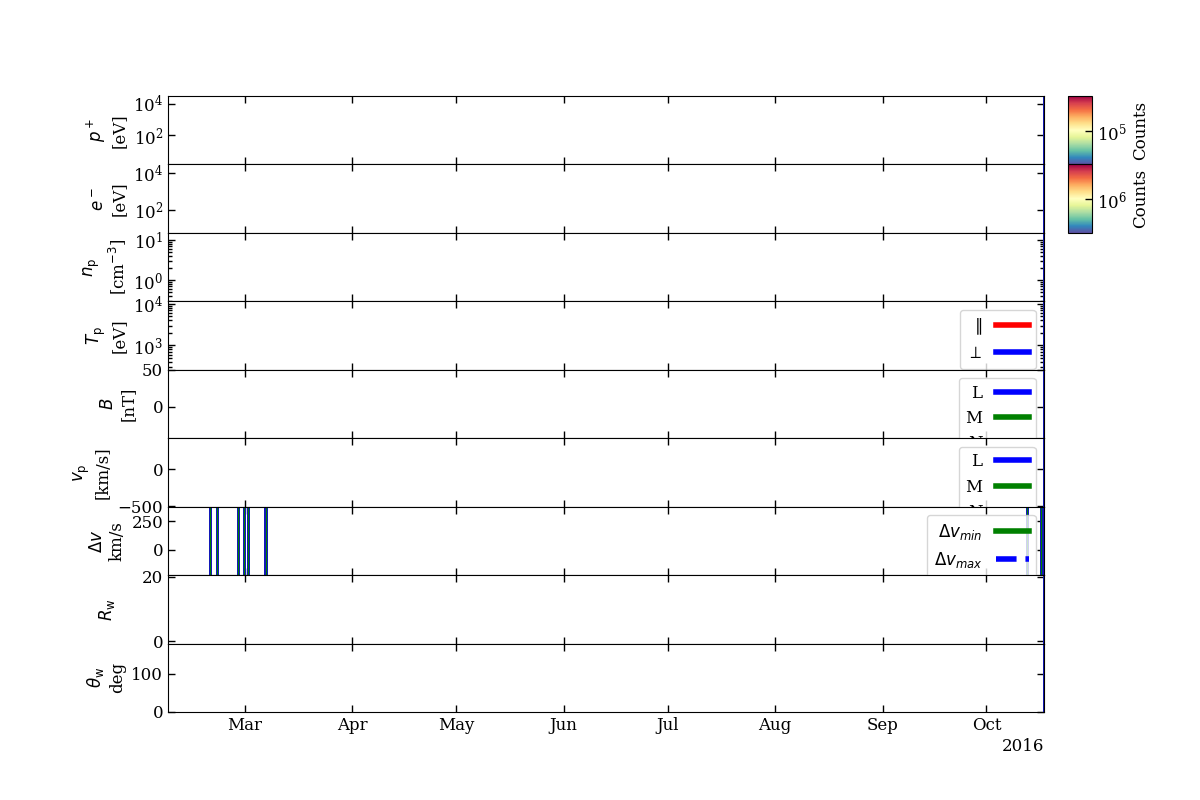 10^4
10^2
p^+
[eV]
10^5
Counts
10^4
10^2
e^−
[eV]
10^6
Counts
10^1
10^0
n_p
[cm^−3]
10^4
10^3
T_p
[eV]
∥
⊥
50
0
B
[nT]
L
M
0
−500
v_p
[km/s]
L
M
250
0
Δv
km/s
Δv_min
Δv_max
20
0
R_w
100
0
θ_w
deg
Mar Apr May Jun Jul Aug Sep Oct
2016